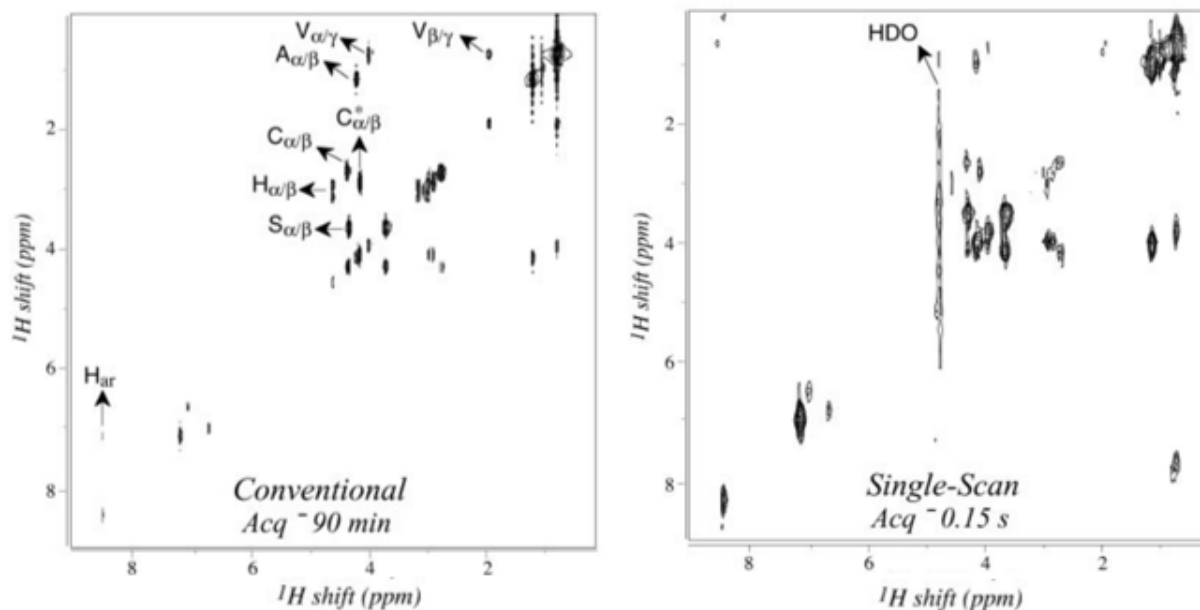 Vα/γ
Vβ/γ
Aα/β
C*α/β
Cα/β
Hα/β
Sα/β
Har
2
4
6
8
¹H shift (ppm)
Conventional
Acq ~ 90 min
8
6
4
2
¹H shift (ppm)
HDO
2
4
6
8
¹H shift (ppm)
Single-Scan
Acq ~ 0.15 s
8
6
4
2
¹H shift (ppm)